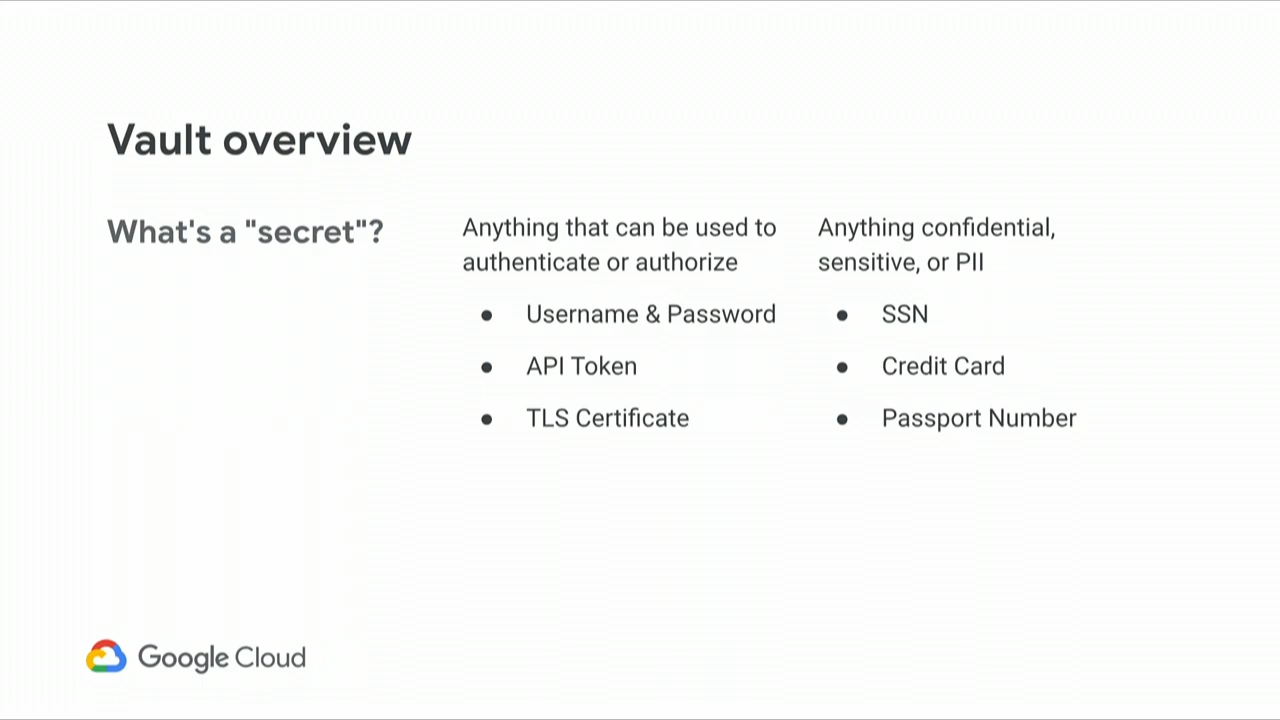 Vault overview
What's a "secret"?
Anything that can be used to
authenticate or authorize
● Username & Password
● API Token
● TLS Certificate
Anything confidential,
sensitive, or PII
● SSN
● Credit Card
● Passport Number
Google Cloud